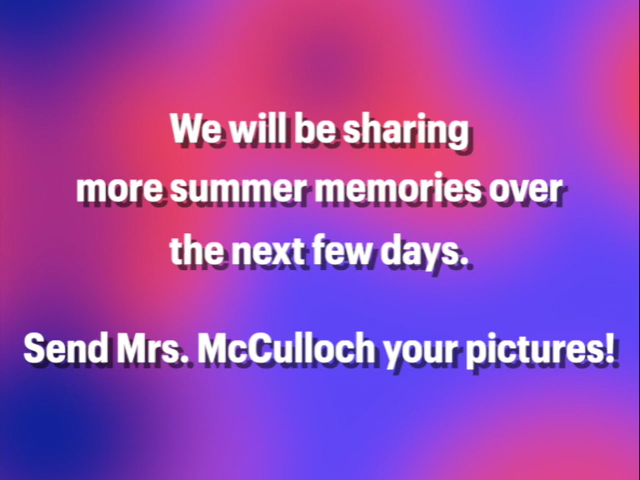 We will be sharing
more summer memories over
the next few days.
Send Mrs. McCulloch your pictures!